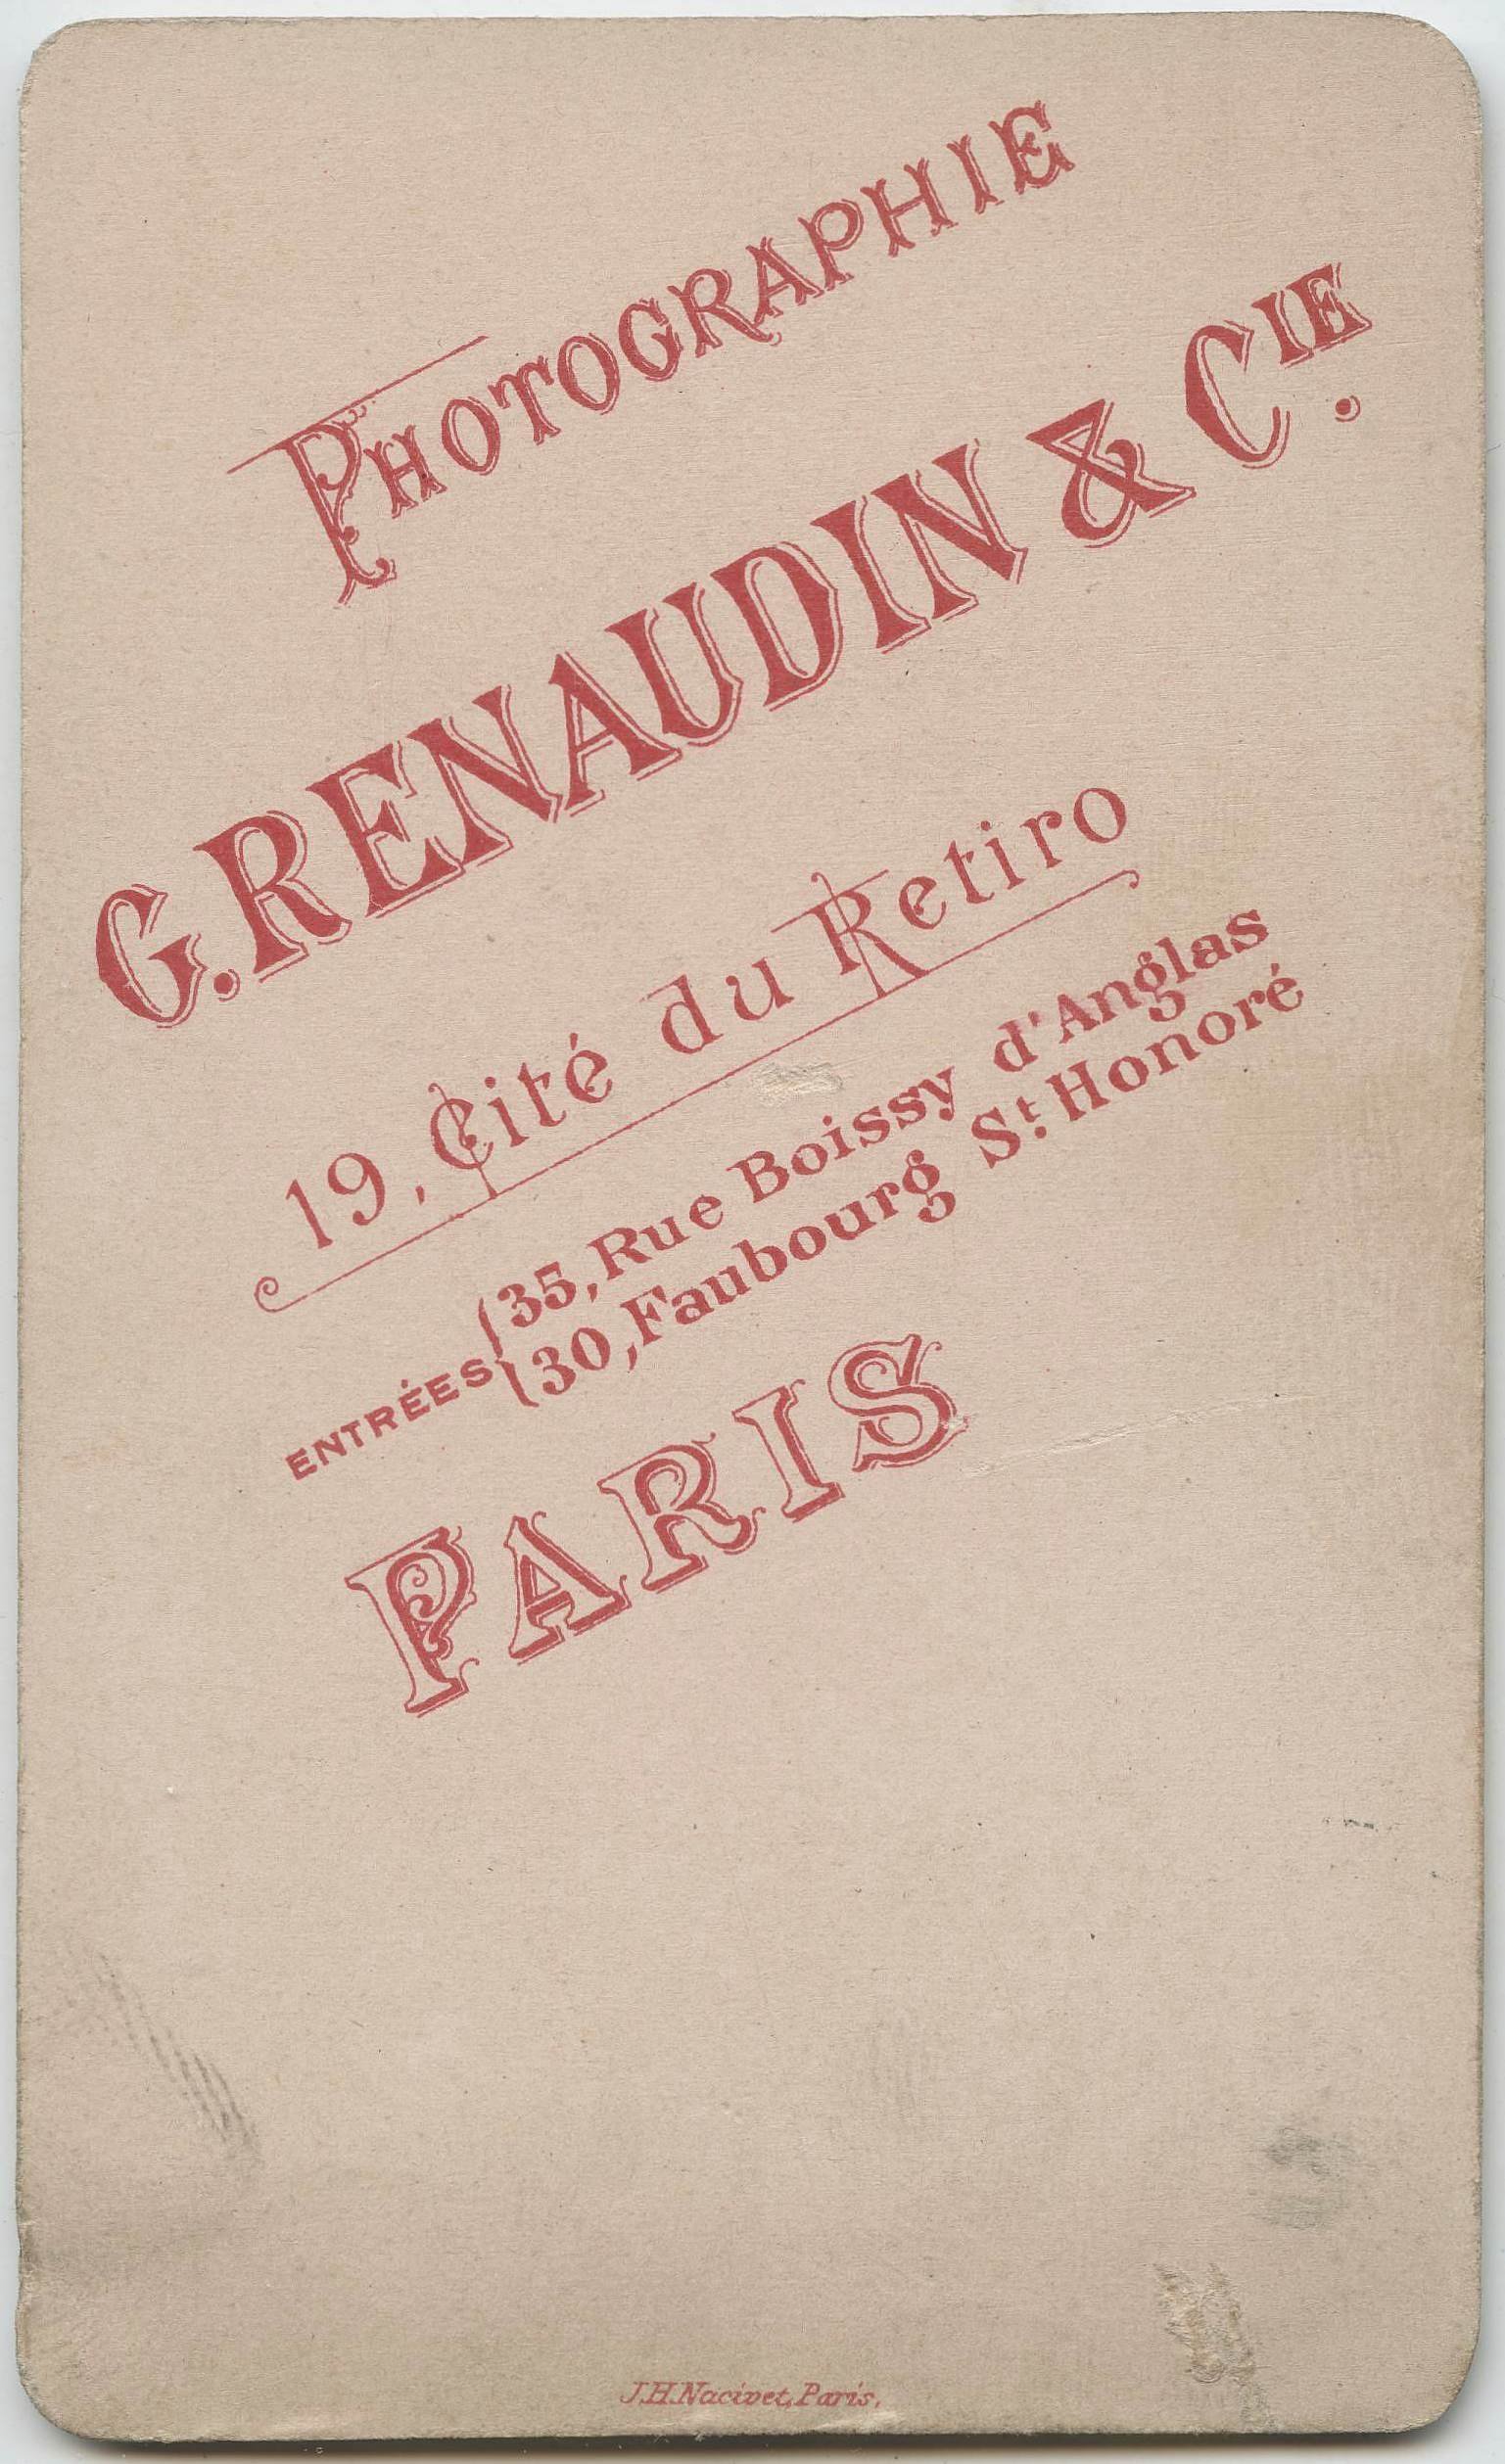 PHOTOGRAPHIE
G. RENAUDIN & CIE.
19, Cité du Retiro
ENTRÉES { 35, Rue Boissy d'Anglas
30, Faubourg St. Honoré
PARIS
J.H. Nacivet, Paris.